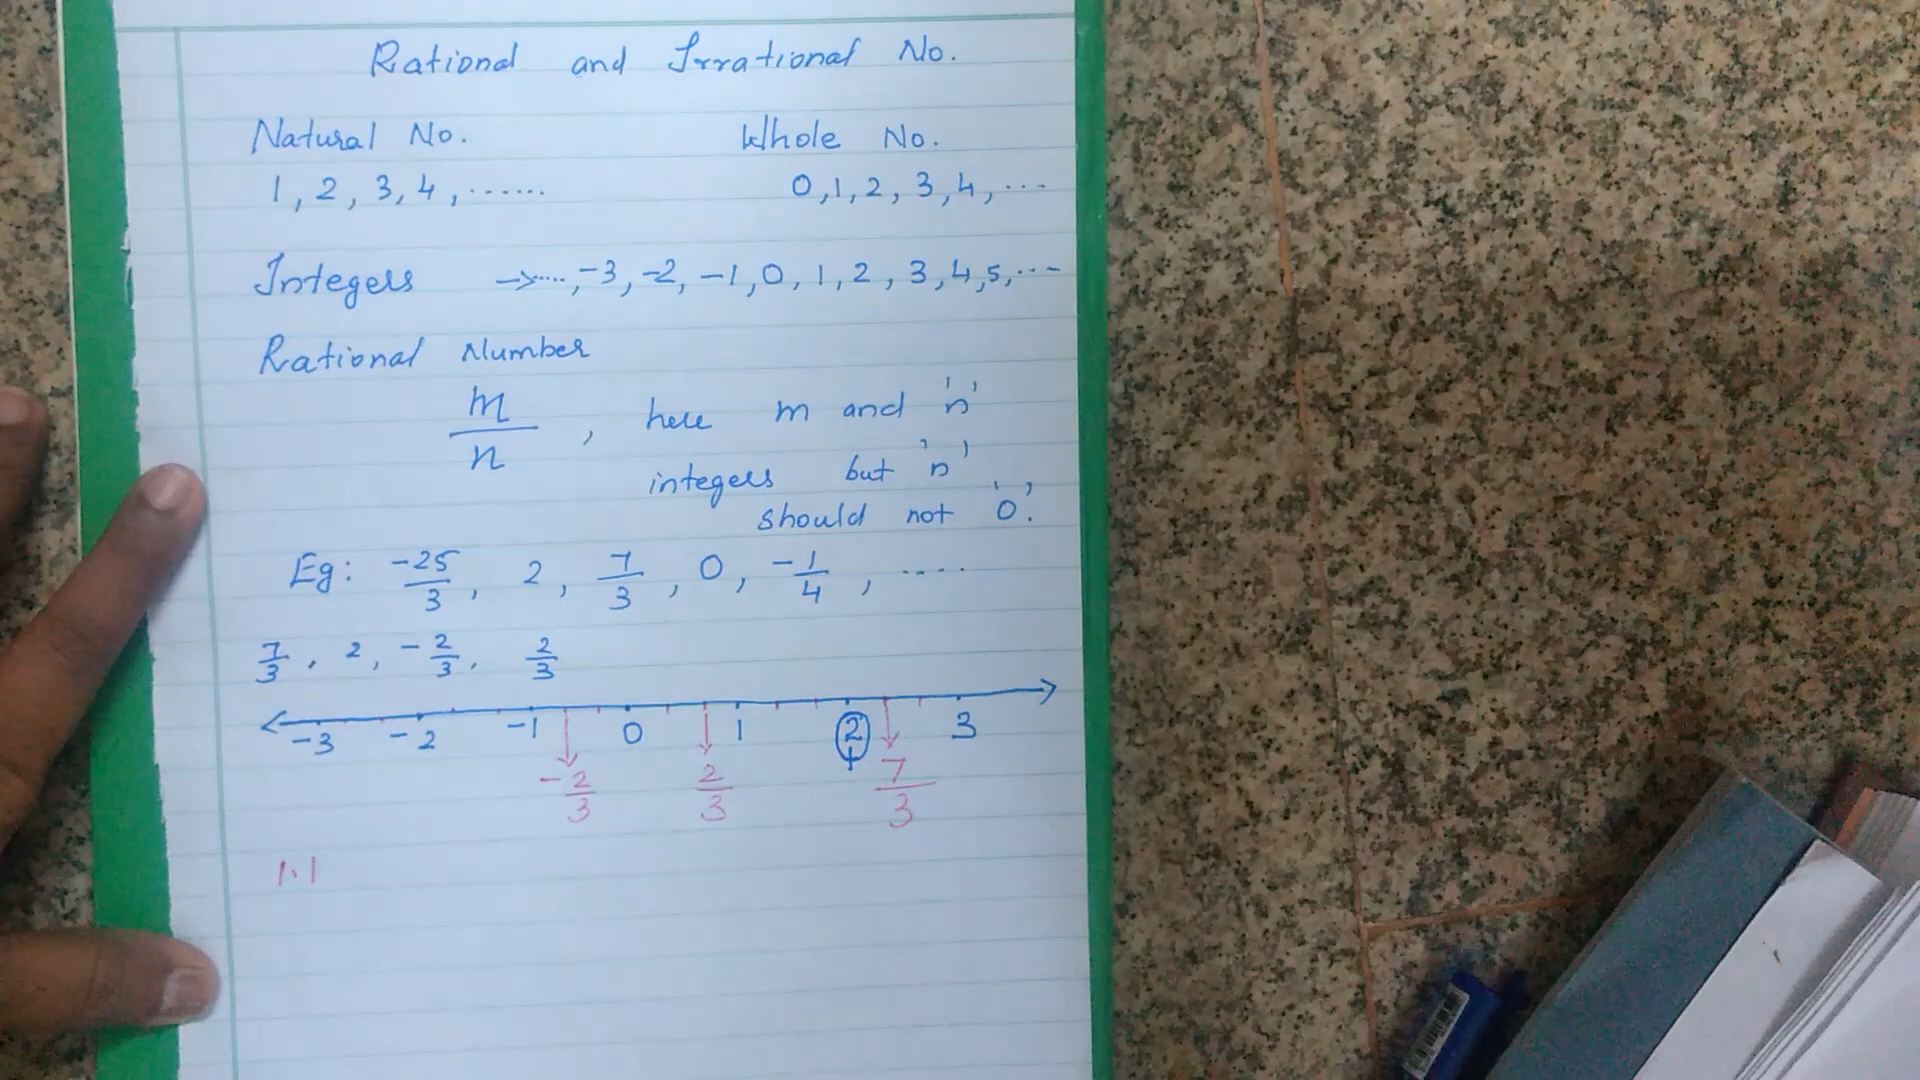 Rational and Irrational No.
Natural No. Whole No.
1, 2, 3, 4, ...... 0, 1, 2, 3, 4, ...
Integers → ...., -3, -2, -1, 0, 1, 2, 3, 4, 5, ...
Rational Number
m/n, here m and 'n'
integers but 'n'
should not '0'.
Eg: -25/3, 2, 7/3, 0, -1/4, ....
7/3, 2, -2/3, 2/3
-3 -2 -1 0 1 2 3
-2/3 2/3 7/3
1.1